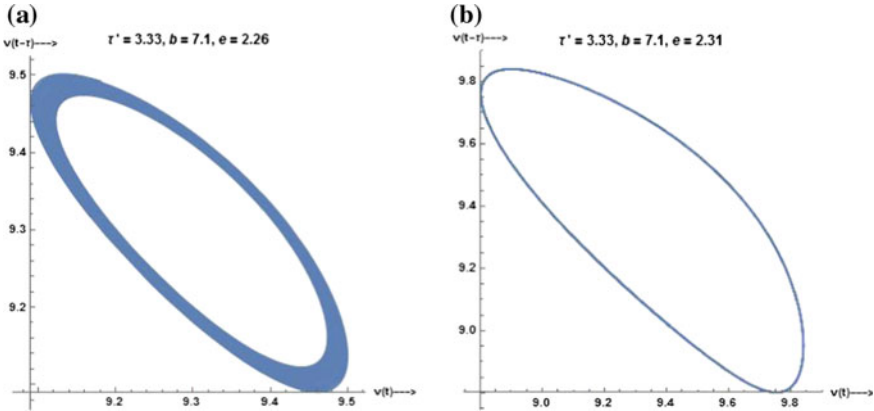 (a)
τ' = 3.33, b = 7.1, e = 2.26
v(t-τ)--->
9.5
9.4
9.3
9.2
9.2
9.3
9.4
9.5
v(t)--->
(b)
τ' = 3.33, b = 7.1, e = 2.31
v(t-τ)--->
9.8
9.6
9.4
9.2
9.0
9.0
9.2
9.4
9.6
9.8
v(t)--->